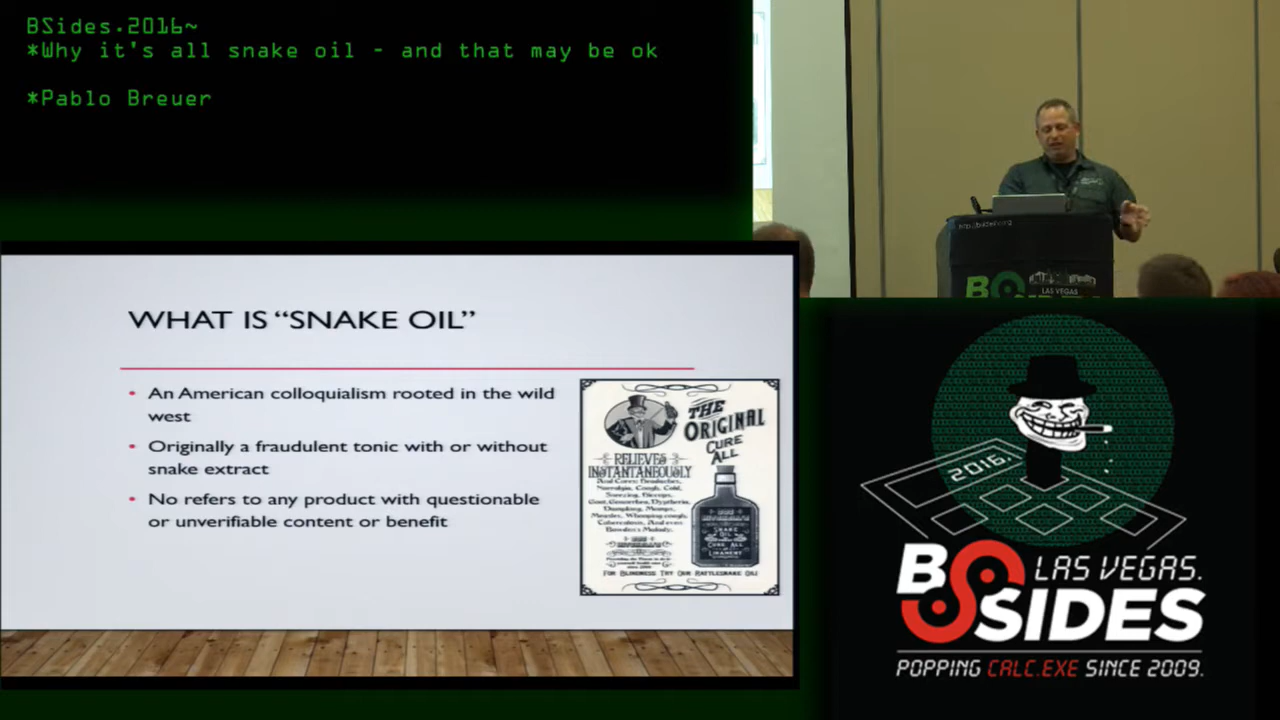 BSides.2016~
*Why it's all snake oil - and that may be ok
*Pablo Breuer
LAS VEGAS
WHAT IS “SNAKE OIL”
• An American colloquialism rooted in the wild
west
• Originally a fraudulent tonic with or without
snake extract
• No refers to any product with questionable
or unverifiable content or benefit
THE
ORIGINAL
CURE
ALL
RELIEVES
INSTANTANEOUSLY
FOR BLINDNESS TRY OUR RATTLESNAKE OIL!
2016.
BSIDES
LAS VEGAS.
POPPING CALC.EXE SINCE 2009.